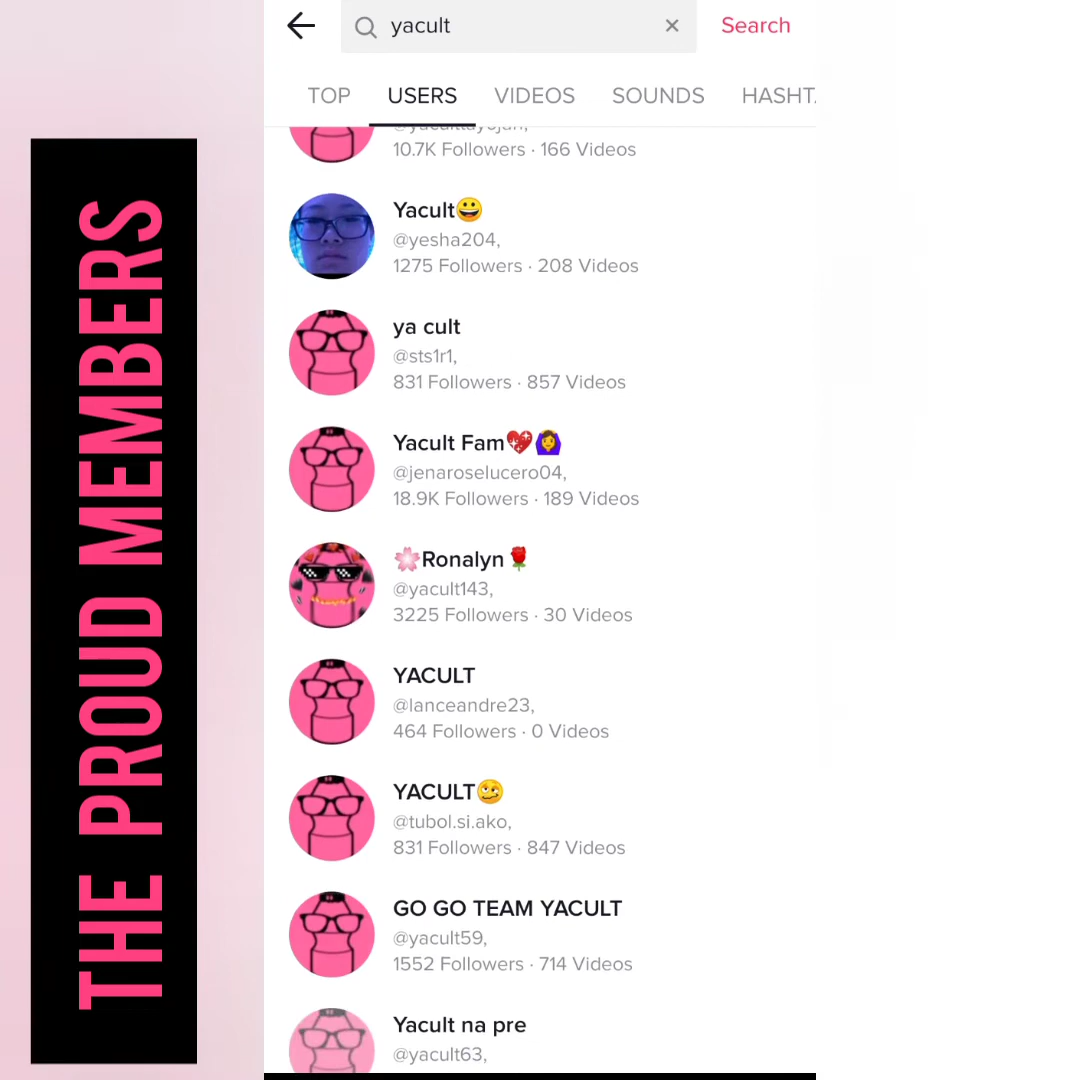 THE PROUD MEMBERS
yacult
Search
TOP
USERS
VIDEOS
SOUNDS
10.7K Followers · 166 Videos
Yacult😀
@yesha204,
1275 Followers · 208 Videos
ya cult
@sts1r1,
831 Followers · 857 Videos
Yacult Fam💖🙆‍♀️
@jenaroselucero04,
18.9K Followers · 189 Videos
🌸Ronalyn🌹
@yacult143,
3225 Followers · 30 Videos
YACULT
@lanceandre23,
464 Followers · 0 Videos
YACULT🥴
@tubol.si.ako,
831 Followers · 847 Videos
GO GO TEAM YACULT
@yacult59,
1552 Followers · 714 Videos
Yacult na pre
@yacult63,